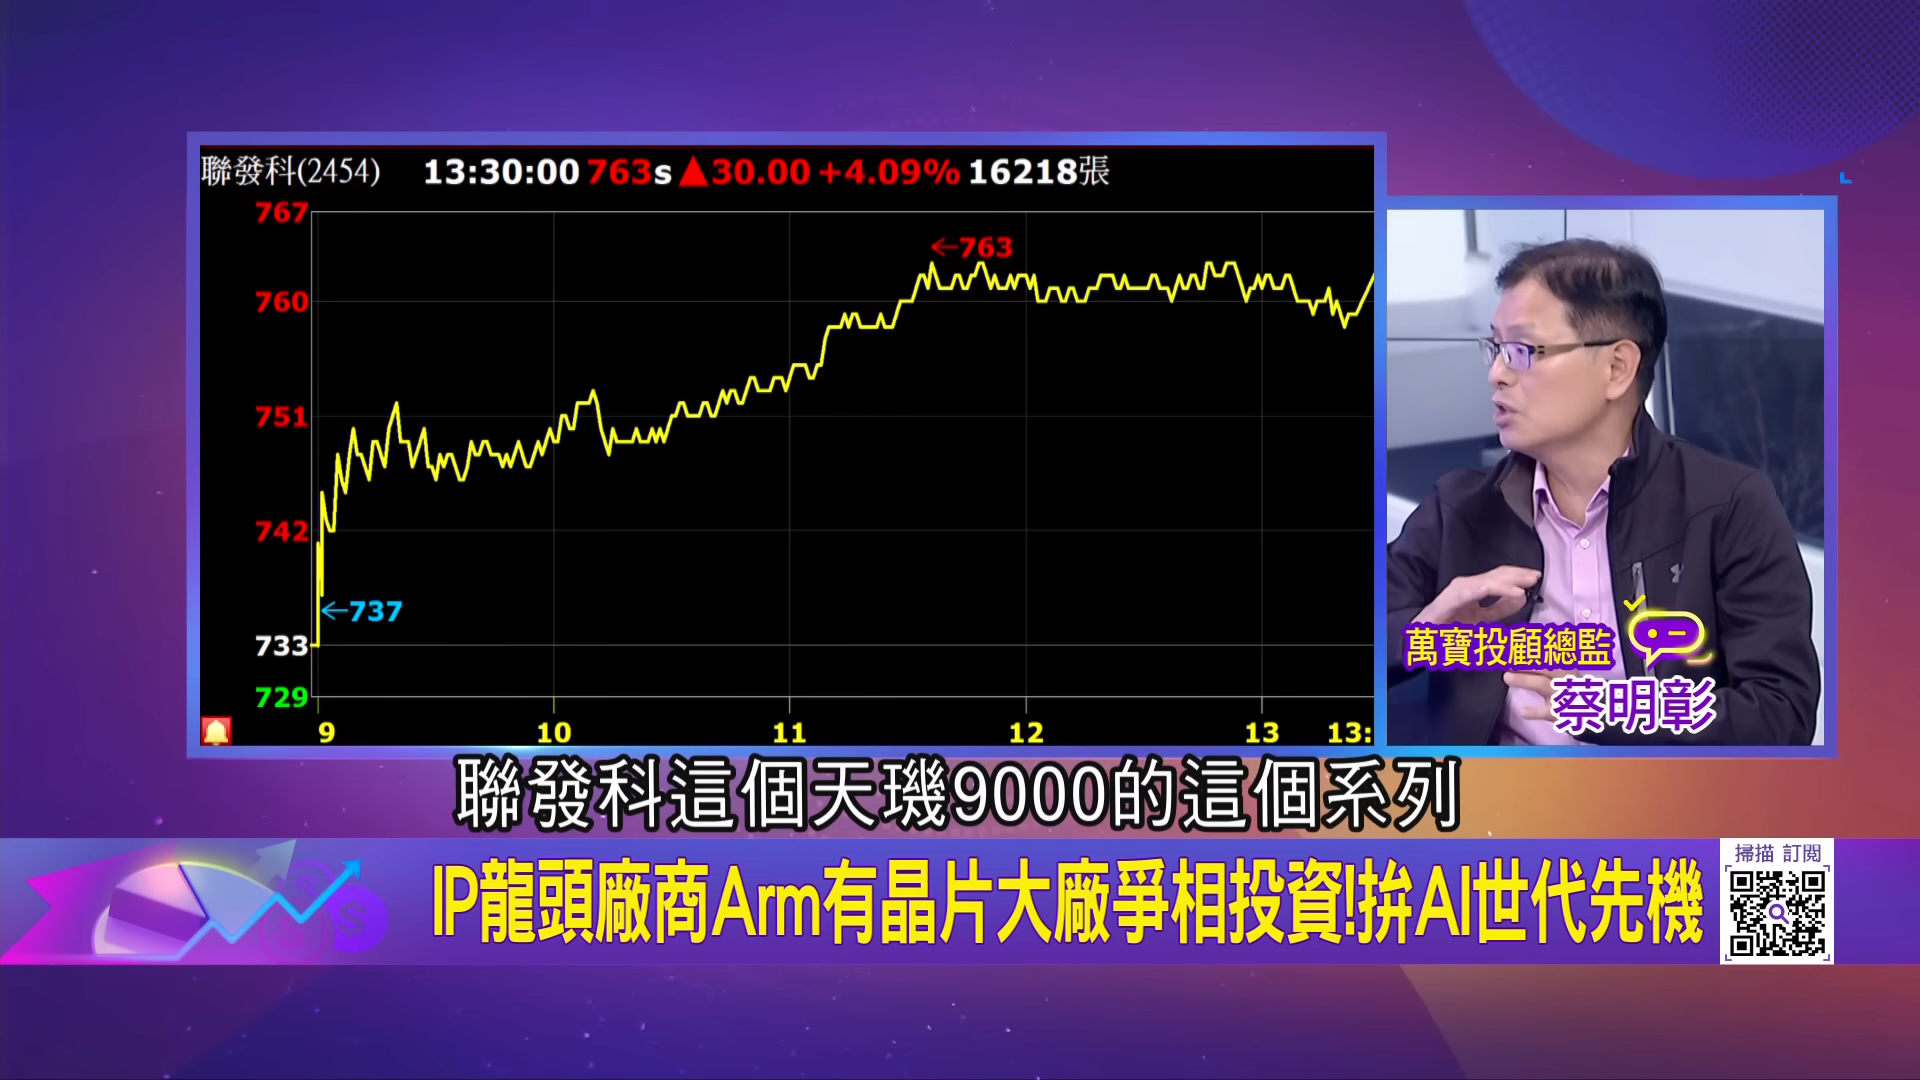 聯發科(2454) 13:30:00 763s ▲30.00 +4.09% 16218張
767
←763
760
751
742
←737
733
729
9 10 11 12 13 13:
萬寶投顧總監
蔡明彰
聯發科這個天璣9000的這個系列
掃描 訂閱
IP龍頭廠商Arm有晶片大廠爭相投資!拚AI世代先機